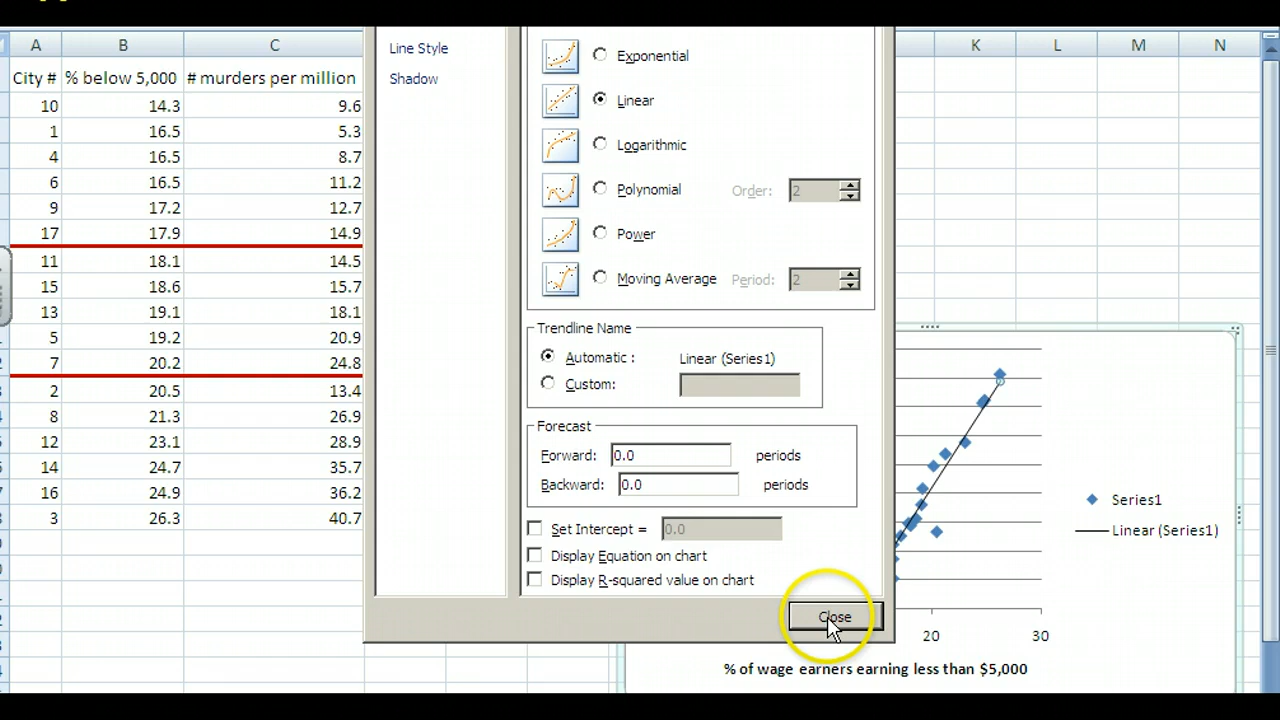 A B C K L M N
City # % below 5,000 # murders per million
10 14.3 9.6
1 16.5 5.3
4 16.5 8.7
6 16.5 11.2
9 17.2 12.7
17 17.9 14.9
11 18.1 14.5
15 18.6 15.7
13 19.1 18.1
5 19.2 20.9
7 20.2 24.8
2 20.5 13.4
8 21.3 26.9
12 23.1 28.9
14 24.7 35.7
16 24.9 36.2
3 26.3 40.7
Line Style
Shadow
Exponential
Linear
Logarithmic
Polynomial Order: 2
Power
Moving Average Period: 2
Trendline Name
Automatic : Linear (Series1)
Custom:
Forecast
Forward: 0.0 periods
Backward: 0.0 periods
Set Intercept = 0.0
Display Equation on chart
Display R-squared value on chart
Close
Series1
Linear (Series1)
20 30
% of wage earners earning less than $5,000